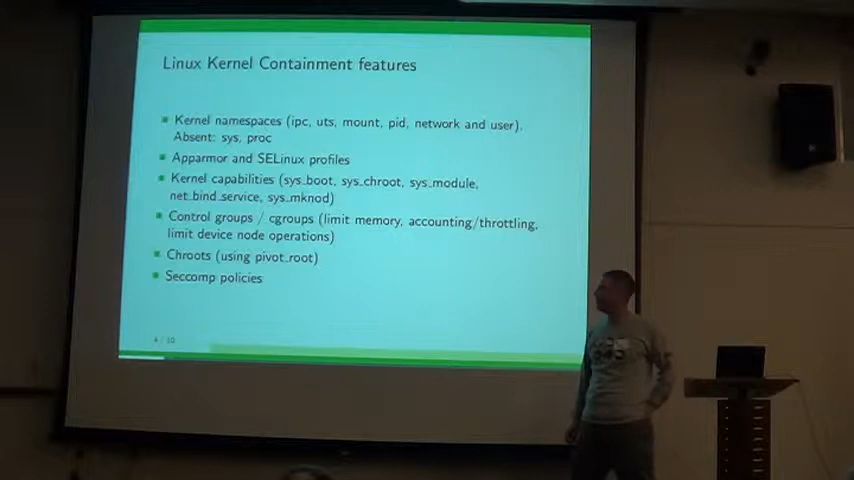 Linux Kernel Containment features
Kernel namespaces (ipc, uts, mount, pid, network and user).
Absent: sys, proc
Apparmor and SELinux profiles
Kernel capabilities (sys_boot, sys_chroot, sys_module,
net_bind_service, sys_mknod)
Control groups / cgroups (limit memory, accounting/throttling,
limit device node operations)
Chroots (using pivot_root)
Seccomp policies
4 / 10